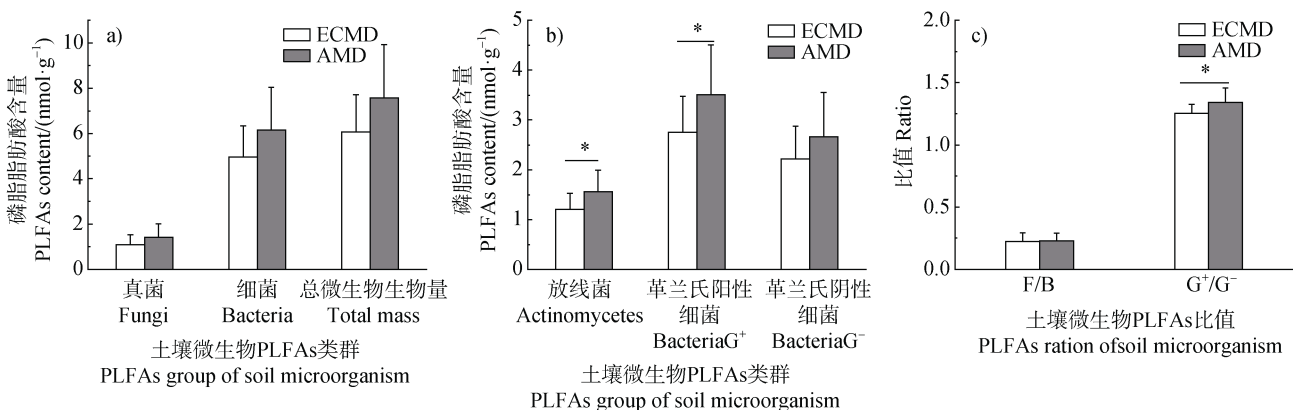 磷脂脂肪酸含量
PLFAs content/(nmol·g⁻¹)
10
8
6
4
2
0
a)
ECMD
AMD
真菌
Fungi
细菌
Bacteria
总微生物生物量
Total mass
土壤微生物PLFAs类群
PLFAs group of soil microorganism
磷脂脂肪酸含量
PLFAs content/(nmol·g⁻¹)
5
4
3
2
1
0
b)
*
*
ECMD
AMD
放线菌
Actinomycetes
革兰氏阳性
细菌
BacteriaG⁺
革兰氏阴性
细菌
BacteriaG⁻
土壤微生物PLFAs类群
PLFAs group of soil microorganism
比值 Ratio
2.0
1.5
1.0
0.5
0.0
c)
ECMD
AMD
*
F/B
G⁺/G⁻
土壤微生物PLFAs比值
PLFAs ration ofsoil microorganism